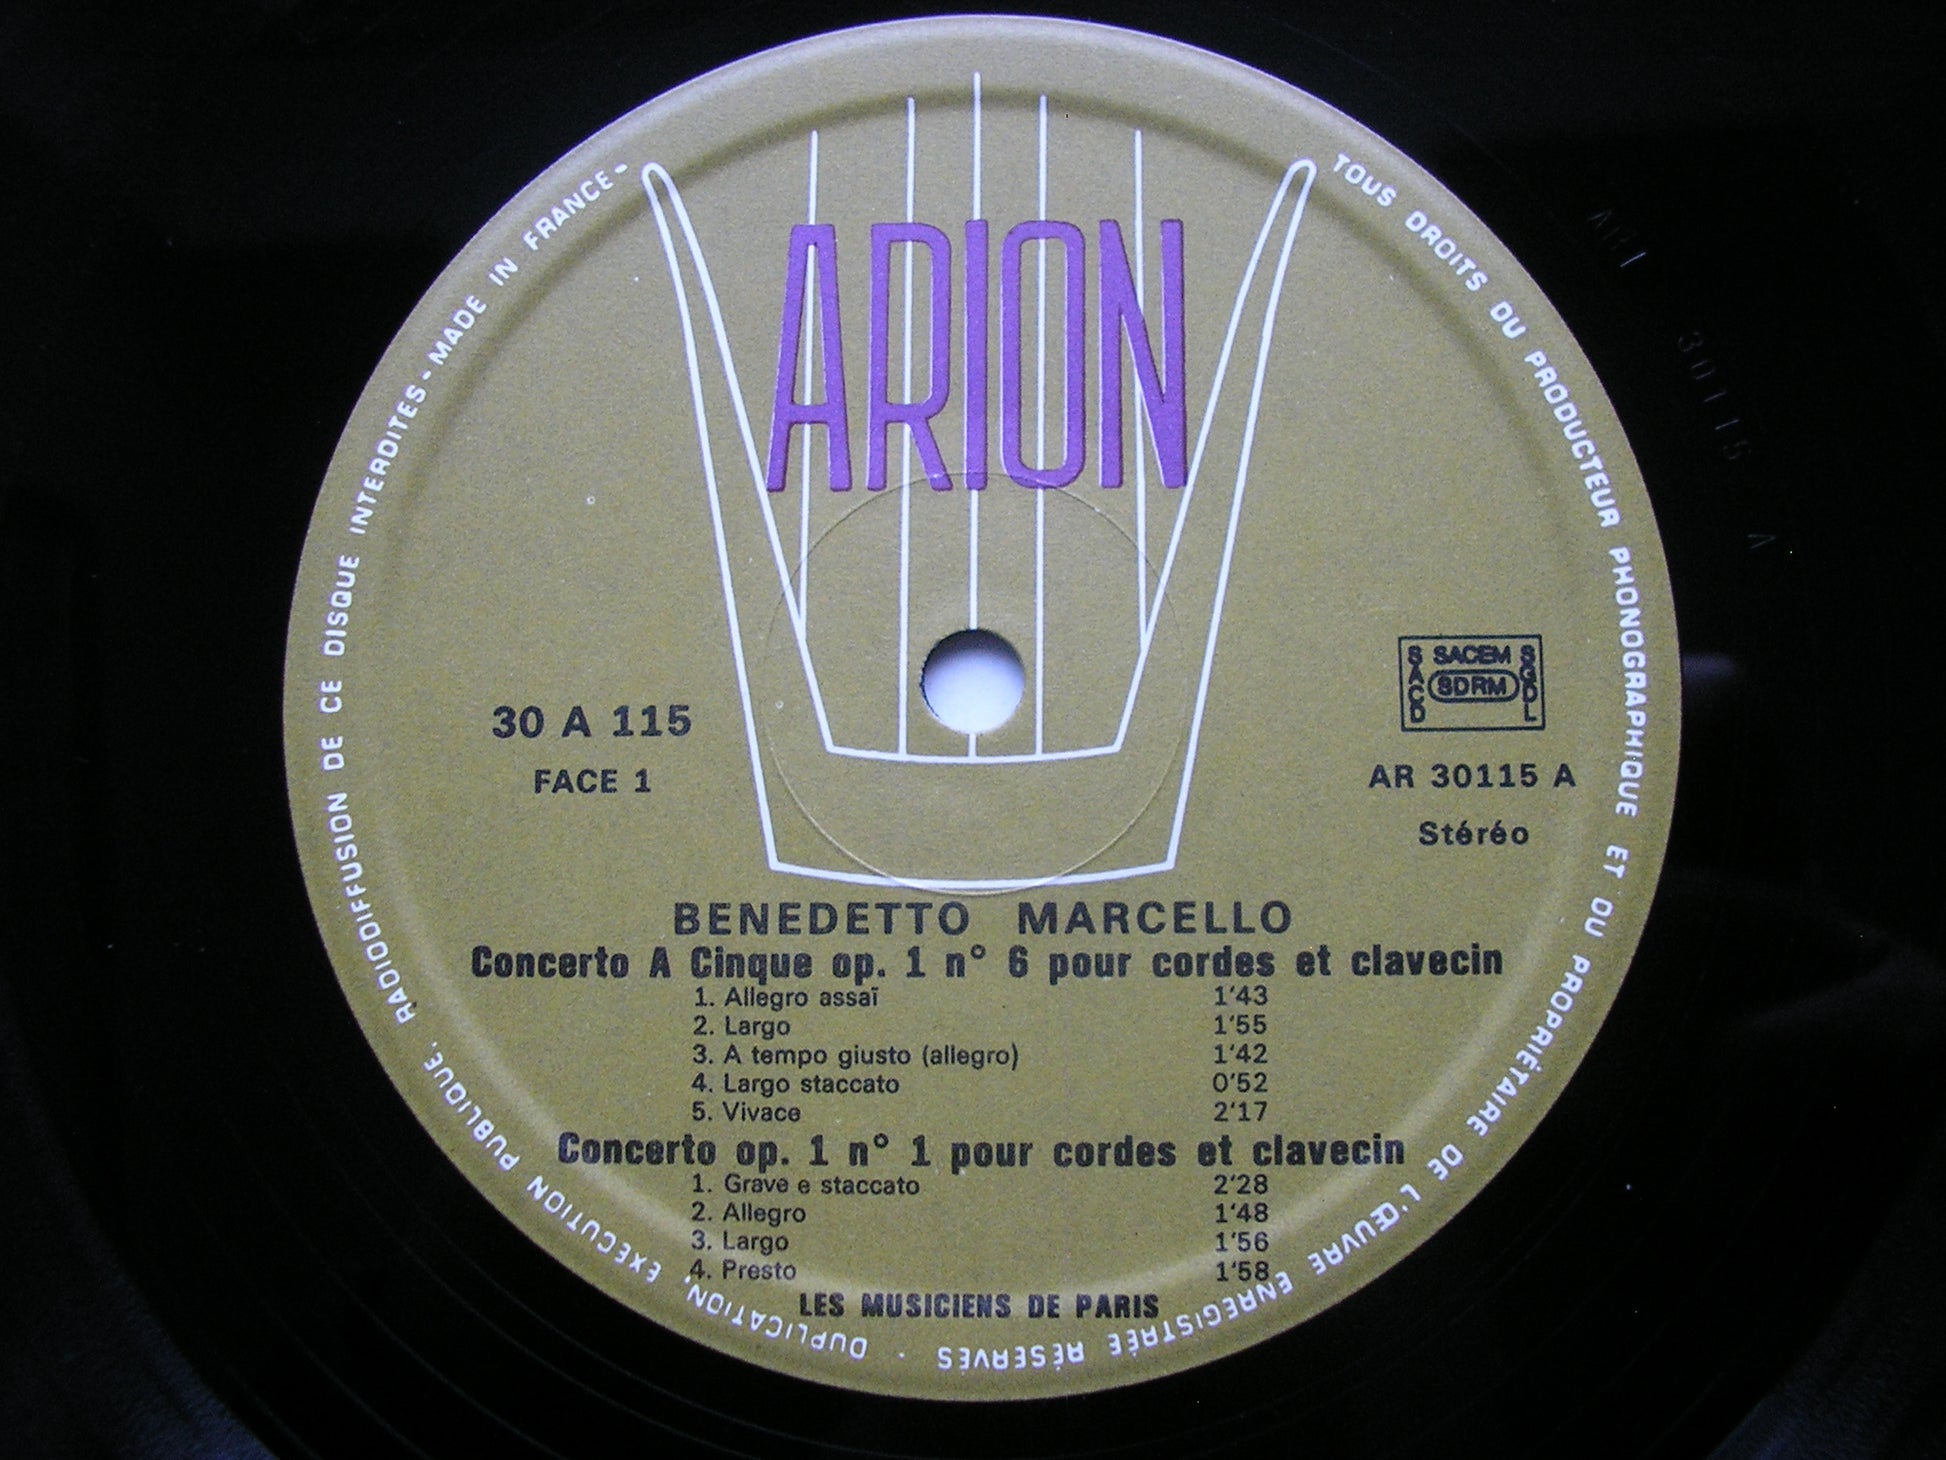 TOUS DROITS DU PRODUCTEUR PHONOGRAPHIQUE ET DU PROPRIÉTAIRE DE L'ŒUVRE ENREGISTRÉE RÉSERVES . DUPLICATION, EXECUTION PUBLIQUE, RADIODIFFUSION DE CE DISQUE INTERDITES - MADE IN FRANCE -
ARION
ARI 30115 A
SACEM
SACD
SDRM
SGDL
30 A 115
FACE 1
AR 30115 A
Stéréo
BENEDETTO MARCELLO
Concerto A Cinque op. 1 n° 6 pour cordes et clavecin
1. Allegro assaï 1'43
2. Largo 1'55
3. A tempo giusto (allegro) 1'42
4. Largo staccato 0'52
5. Vivace 2'17
Concerto op. 1 n° 1 pour cordes et clavecin
1. Grave e staccato 2'28
2. Allegro 1'48
3. Largo 1'56
4. Presto 1'58
LES MUSICIENS DE PARIS